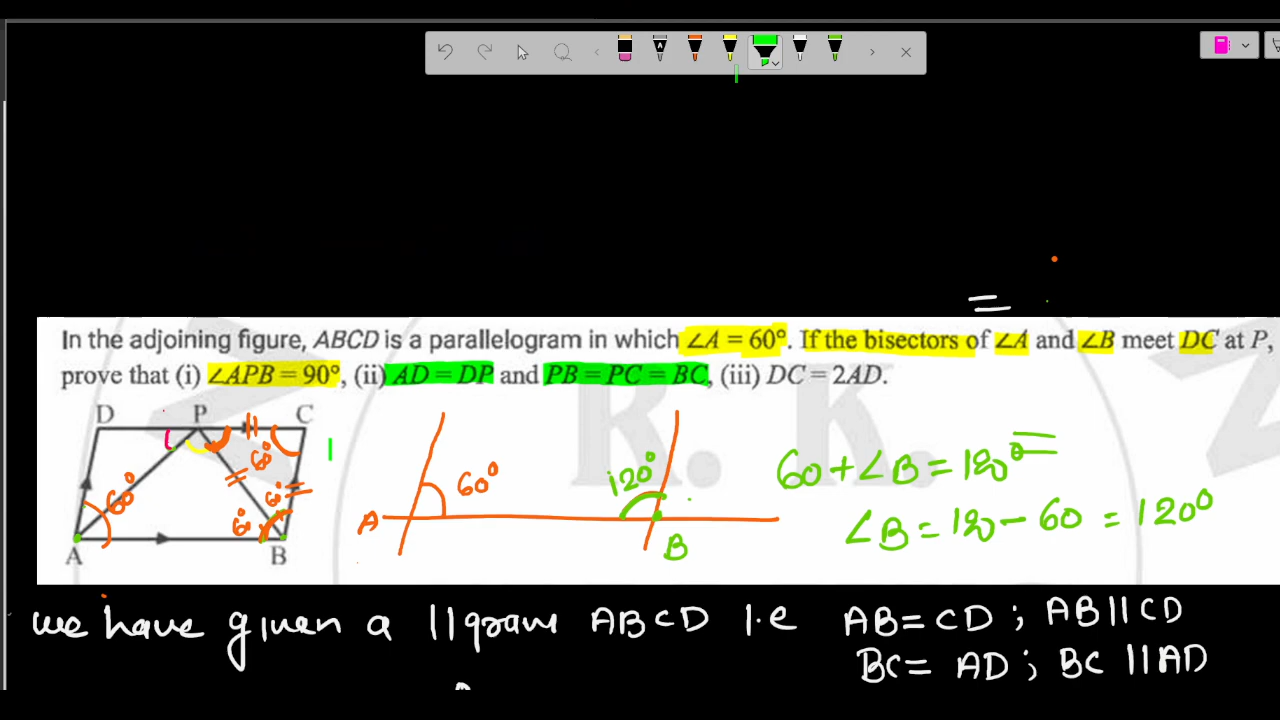 In the adjoining figure, ABCD is a parallelogram in which ∠A = 60°. If the bisectors of ∠A and ∠B meet DC at P,
prove that (i) ∠APB = 90°, (ii) AD = DP and PB = PC = BC, (iii) DC = 2AD.
D P C
60°
60°
60°
60°
A B
A 60° 120° B
60 + ∠B = 180°
∠B = 180 - 60 = 120°
R. K.
we have given a ||gram ABCD i.e AB = CD ; AB || CD
BC = AD ; BC || AD